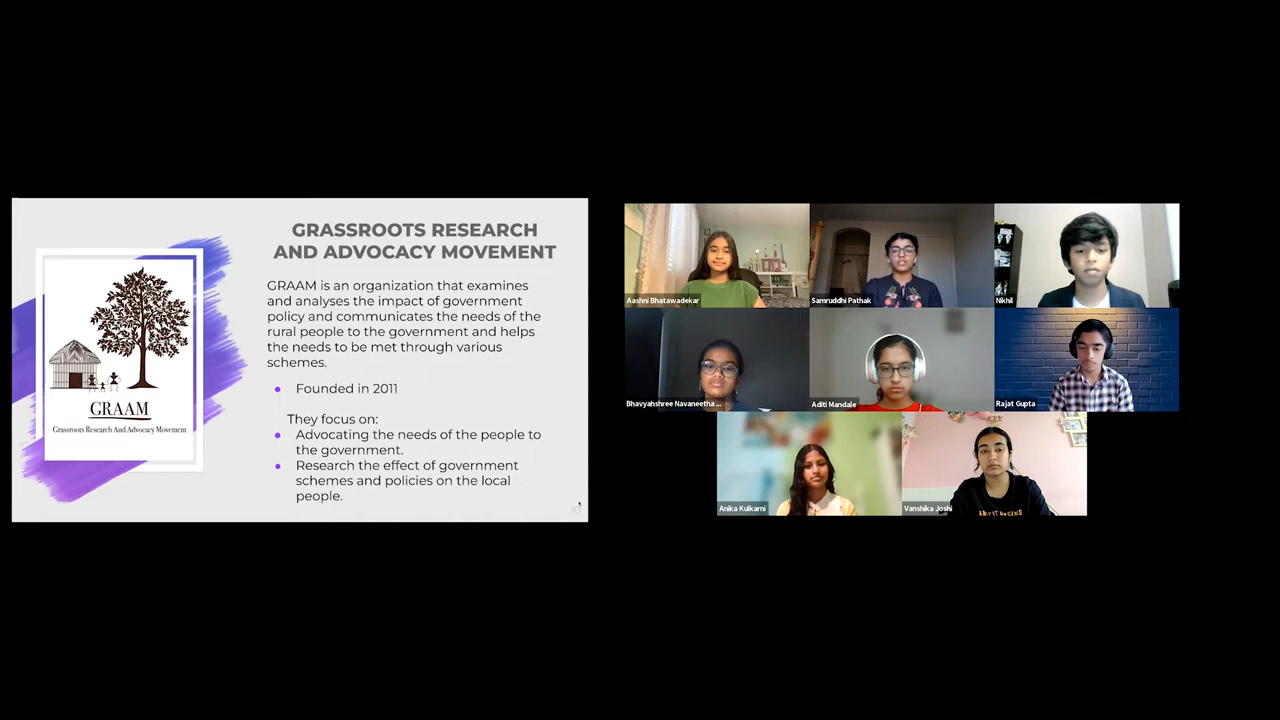 GRASSROOTS RESEARCH
AND ADVOCACY MOVEMENT
GRAAM is an organization that examines
and analyses the impact of government
policy and communicates the needs of the
rural people to the government and helps
the needs to be met through various
schemes.
Founded in 2011
They focus on:
Advocating the needs of the people to
the government.
Research the effect of government
schemes and policies on the local
people.
GRAAM
Grassroots Research And Advocacy Movement
Aashni Bhatawadekar
Samruddhi Pathak
Nikhil
Bhavyahshree Navaneetha ...
Aditi Mandale
Rajat Gupta
Anika Kulkarni
Vanshika Joshi